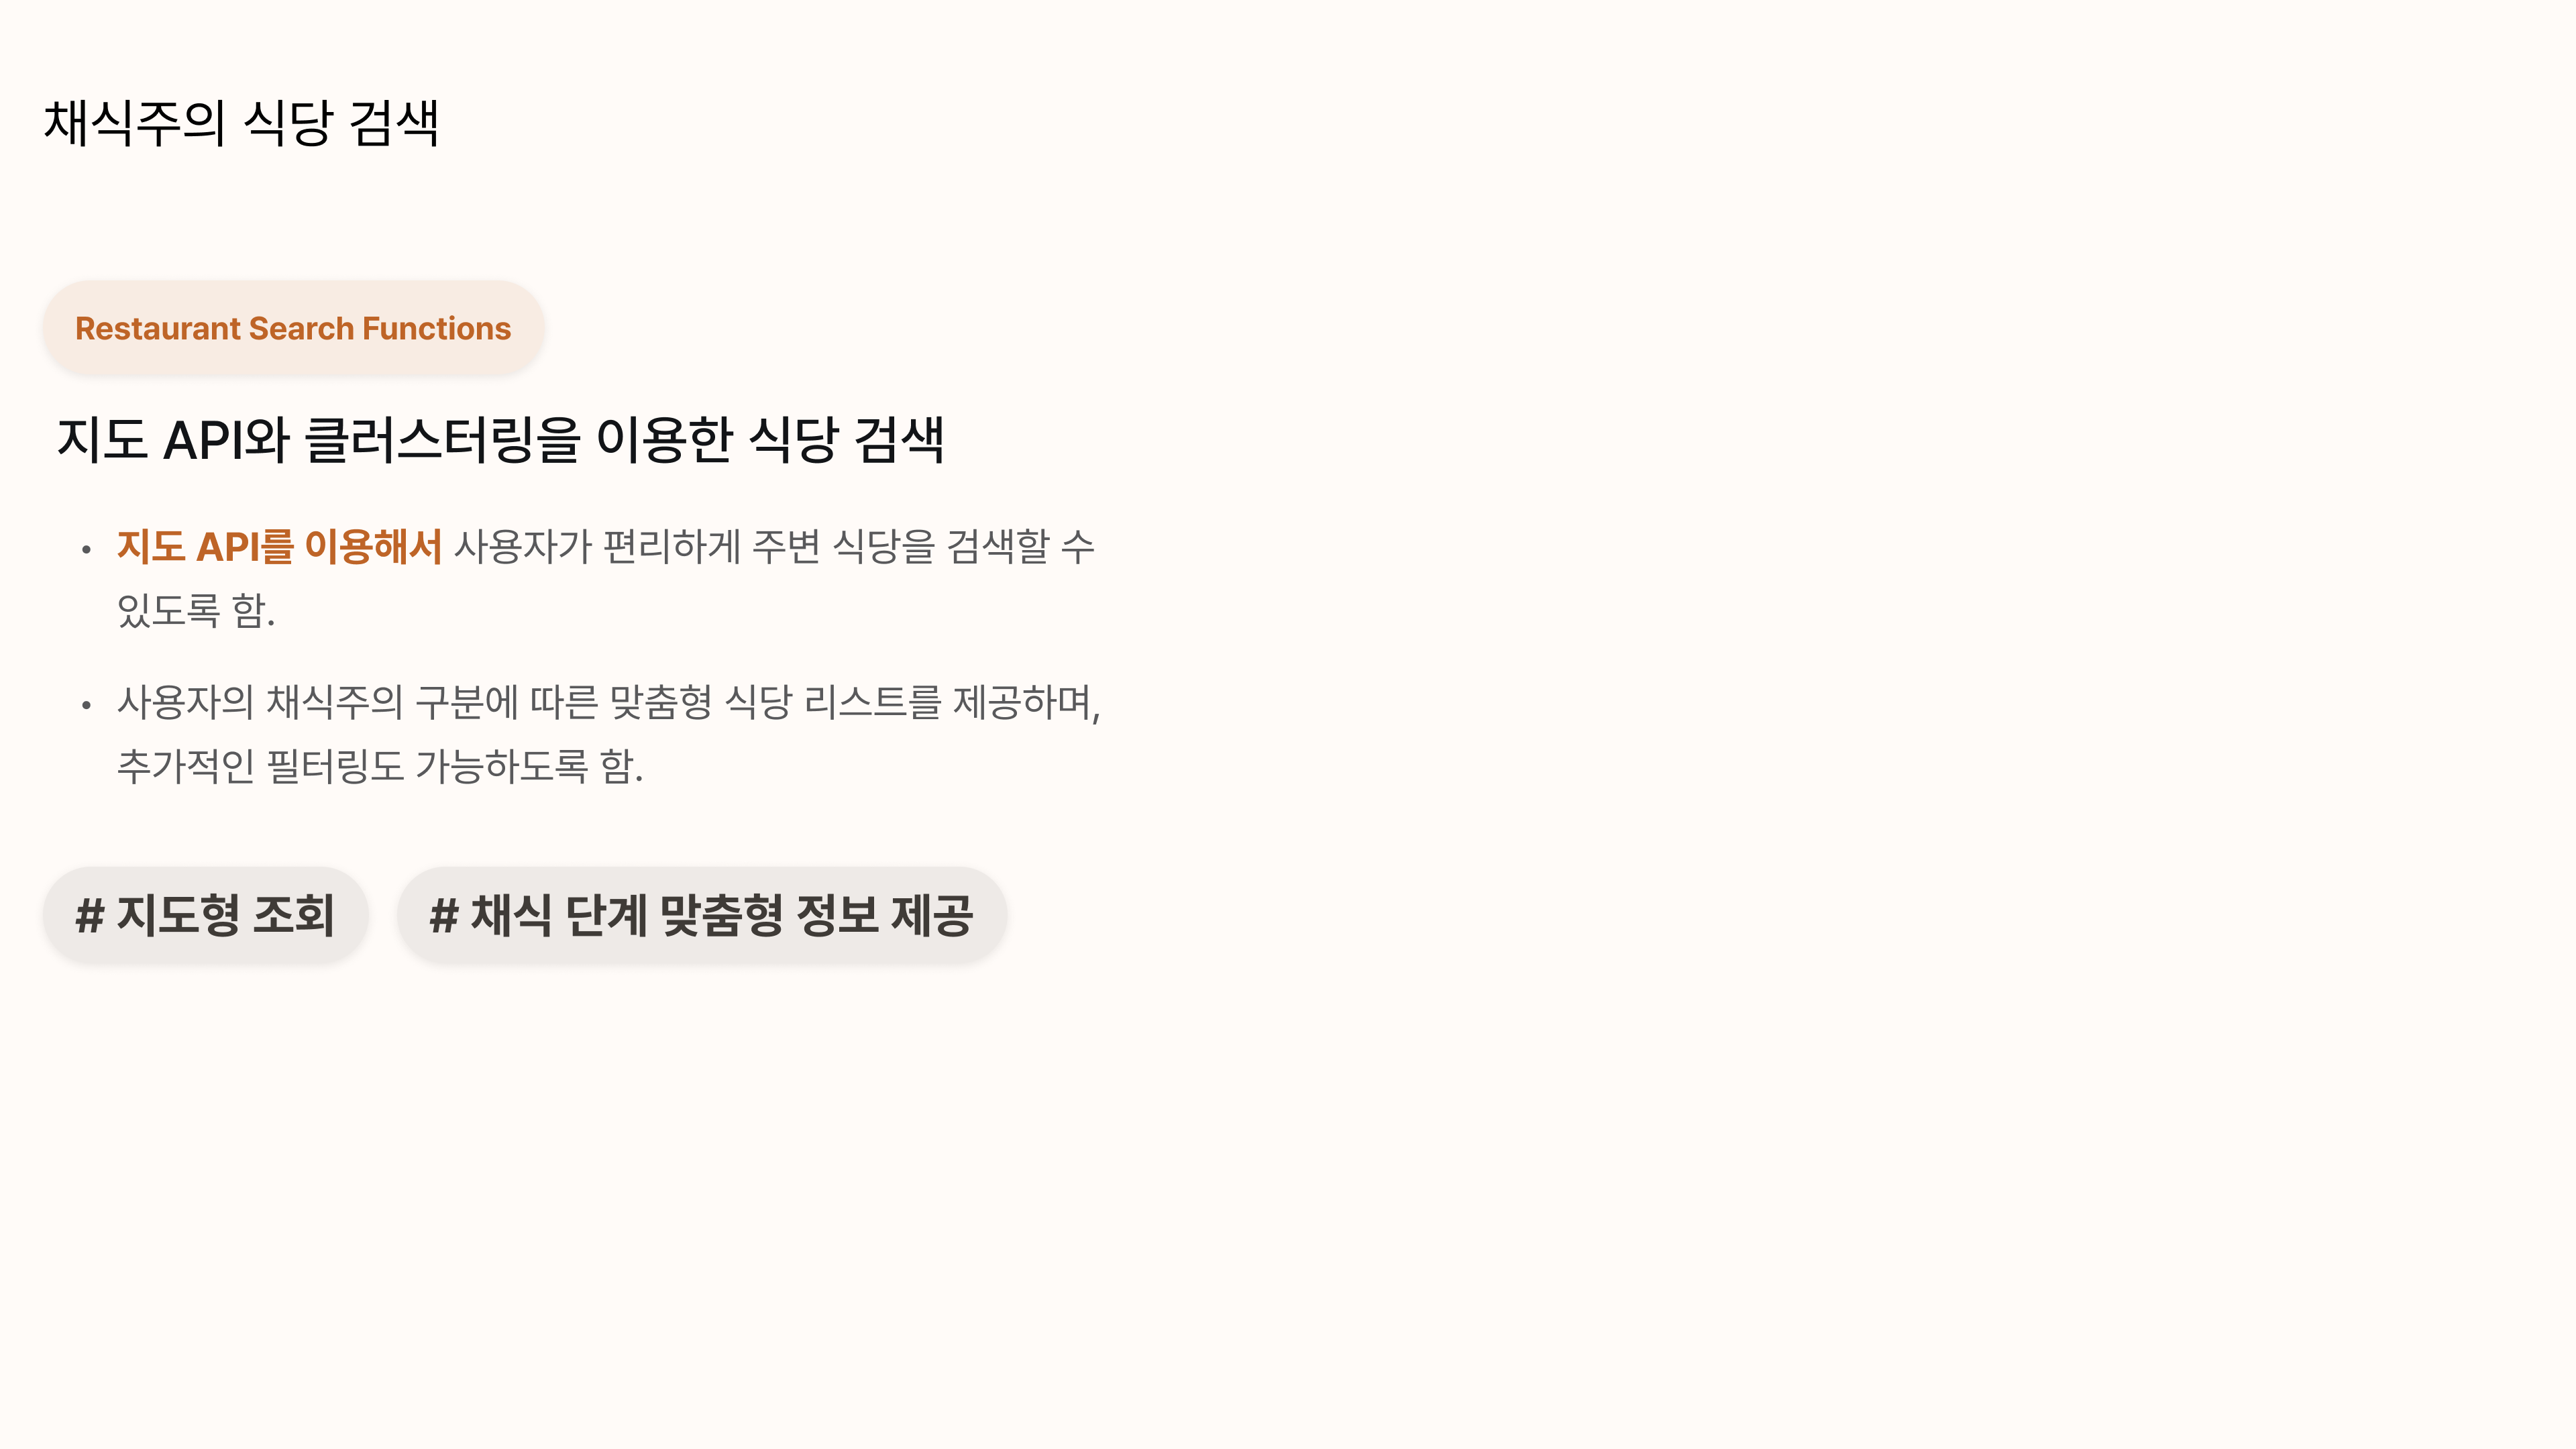 채식주의 식당 검색
Restaurant Search Functions
지도 API와 클러스터링을 이용한 식당 검색
• 지도 API를 이용해서 사용자가 편리하게 주변 식당을 검색할 수
있도록 함.
• 사용자의 채식주의 구분에 따른 맞춤형 식당 리스트를 제공하며,
추가적인 필터링도 가능하도록 함.
# 지도형 조회
# 채식 단계 맞춤형 정보 제공